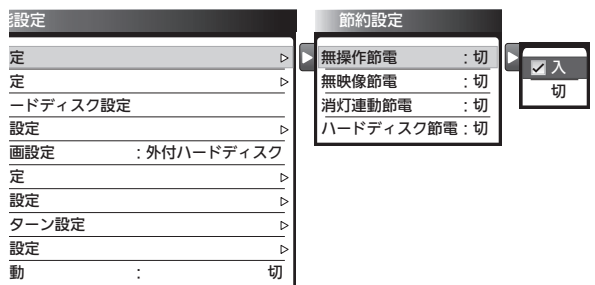 設定
定
定
ードディスク設定
設定
画設定 : 外付ハードディスク
定
設定
ターン設定
設定
動 : 切
節約設定
無操作節電 : 切
無映像節電 : 切
消灯連動節電 : 切
ハードディスク節電 : 切
入
切